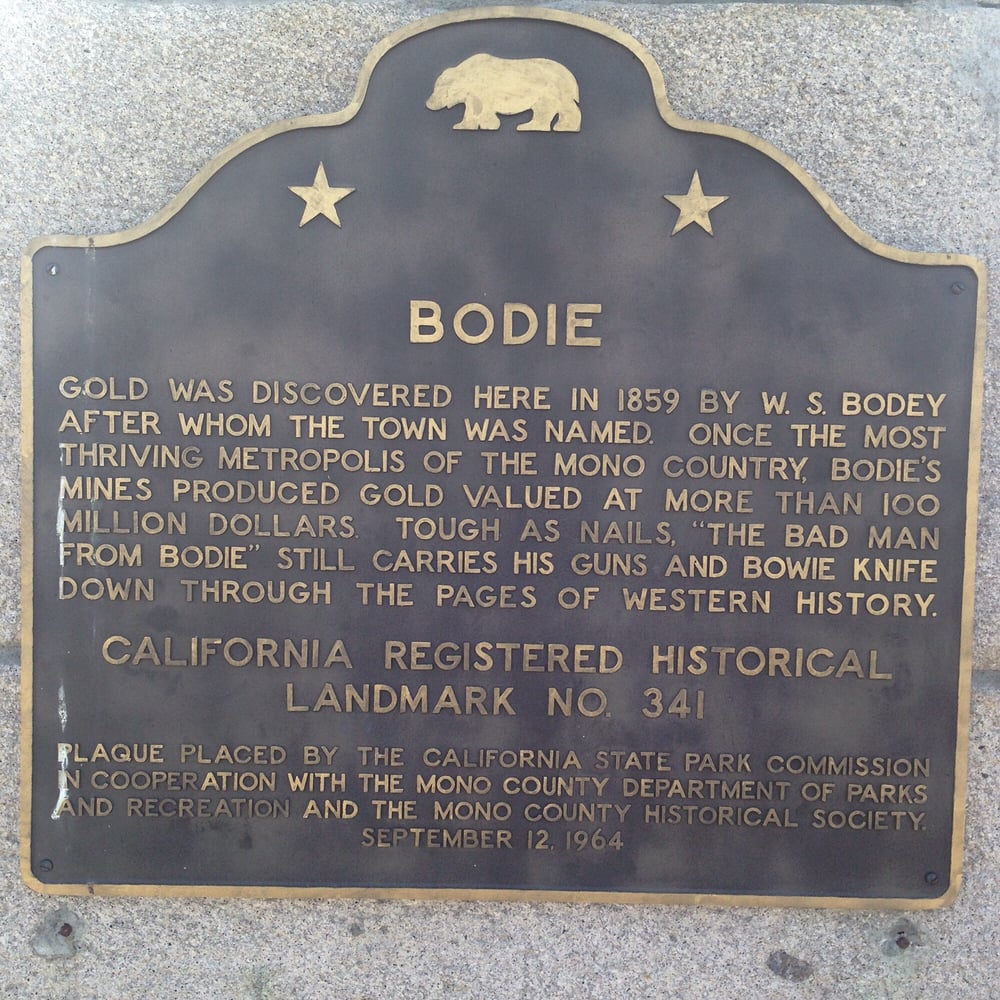 BODIE
GOLD WAS DISCOVERED HERE IN 1859 BY W. S. BODEY
AFTER WHOM THE TOWN WAS NAMED. ONCE THE MOST
THRIVING METROPOLIS OF THE MONO COUNTRY, BODIE'S
MINES PRODUCED GOLD VALUED AT MORE THAN 100
MILLION DOLLARS. TOUGH AS NAILS, "THE BAD MAN
FROM BODIE" STILL CARRIES HIS GUNS AND BOWIE KNIFE
DOWN THROUGH THE PAGES OF WESTERN HISTORY.
CALIFORNIA REGISTERED HISTORICAL
LANDMARK NO. 341
PLAQUE PLACED BY THE CALIFORNIA STATE PARK COMMISSION
IN COOPERATION WITH THE MONO COUNTY DEPARTMENT OF PARKS
AND RECREATION AND THE MONO COUNTY HISTORICAL SOCIETY.
SEPTEMBER 12, 1964